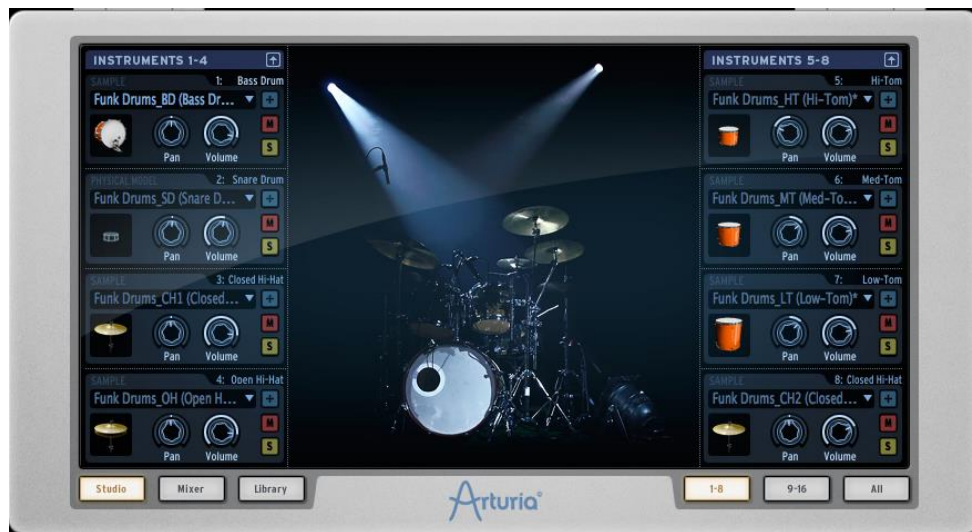 INSTRUMENTS 1-4
SAMPLE 1: Bass Drum
Funk Drums_BD (Bass Dr...
M
Pan Volume S
PHYSICAL MODEL 2: Snare Drum
Funk Drums_SD (Snare D...
M
Pan Volume S
SAMPLE 3: Closed Hi-Hat
Funk Drums_CH1 (Closed...
M
Pan Volume S
SAMPLE 4: Open Hi-Hat
Funk Drums_OH (Open H...
M
Pan Volume S
INSTRUMENTS 5-8
SAMPLE 5: Hi-Tom
Funk Drums_HT (Hi-Tom)*
M
Pan Volume S
SAMPLE 6: Med-Tom
Funk Drums_MT (Med-To...
M
Pan Volume S
SAMPLE 7: Low-Tom
Funk Drums_LT (Low-Tom)*
M
Pan Volume S
SAMPLE 8: Closed Hi-Hat
Funk Drums_CH2 (Closed...
M
Pan Volume S
Studio Mixer Library
Arturia
1-8 9-16 All